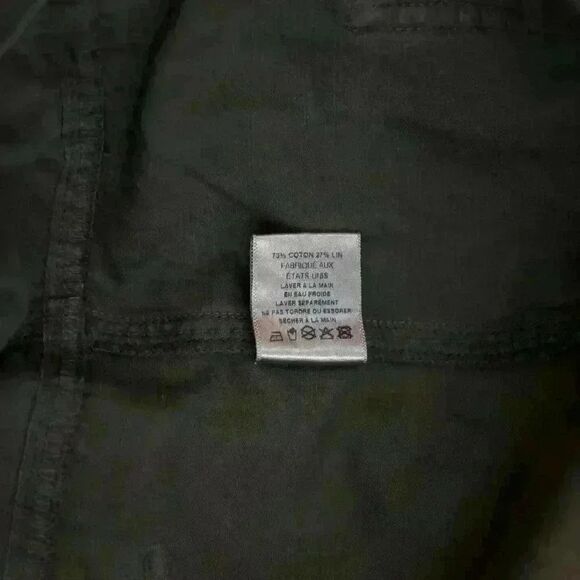 73% COTON 27% LIN
FABRIQUÉ AUX
ÉTATS UNIS
LAVER À LA MAIN
EN EAU FROIDE
LAVER SEPARÉMENT
NE PAS TORDRE OU ESSORER
SÉCHER À LA MAIN